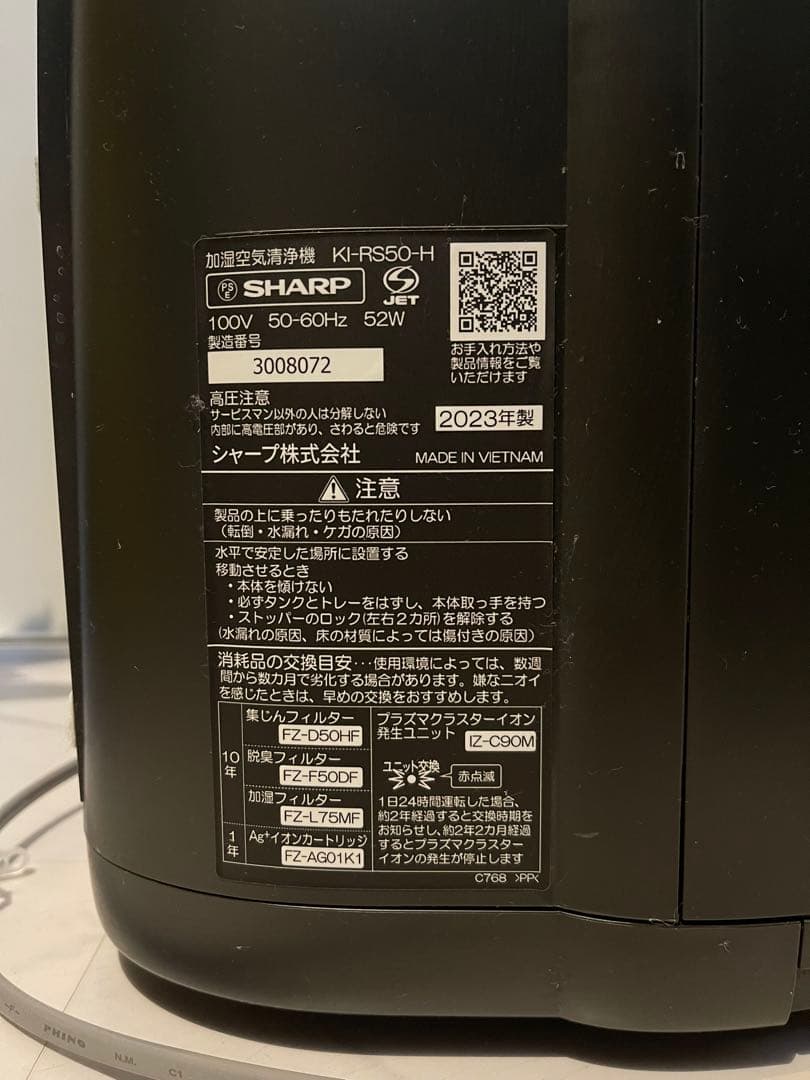 加湿空気清浄機 KI-RS50-H
PSE SHARP JET
100V 50-60Hz 52W
製造番号
3008072
お手入れ方法や
製品情報をご覧
いただけます
高圧注意
サービスマン以外の人は分解しない
内部に高電圧部があり、さわると危険です
2023年製
シャープ株式会社 MADE IN VIETNAM
注意
製品の上に乗ったりもたれたりしない
（転倒・水漏れ・ケガの原因）
水平で安定した場所に設置する
移動させるとき
・本体を傾けない
・必ずタンクとトレーをはずし、本体取っ手を持つ
・ストッパーのロック(左右2カ所)を解除する
(水漏れの原因、床の材質によっては傷付きの原因)
消耗品の交換目安･･･使用環境によっては、数週
間から数カ月で劣化する場合があります。嫌なニオイ
を感じたときは、早めの交換をおすすめします。
10年
集じんフィルター
FZ-D50HF
脱臭フィルター
FZ-F50DF
加湿フィルター
FZ-L75MF
1年
Ag⁺イオンカートリッジ
FZ-AG01K1
プラズマクラスターイオン
発生ユニット IZ-C90M
ユニット交換
赤点滅
1日24時間運転した場合、
約2年経過すると交換時期を
お知らせし、約2年2カ月経過
するとプラズマクラスター
イオンの発生が停止します
C768 >PP<
-F- PHINO N.M. C1